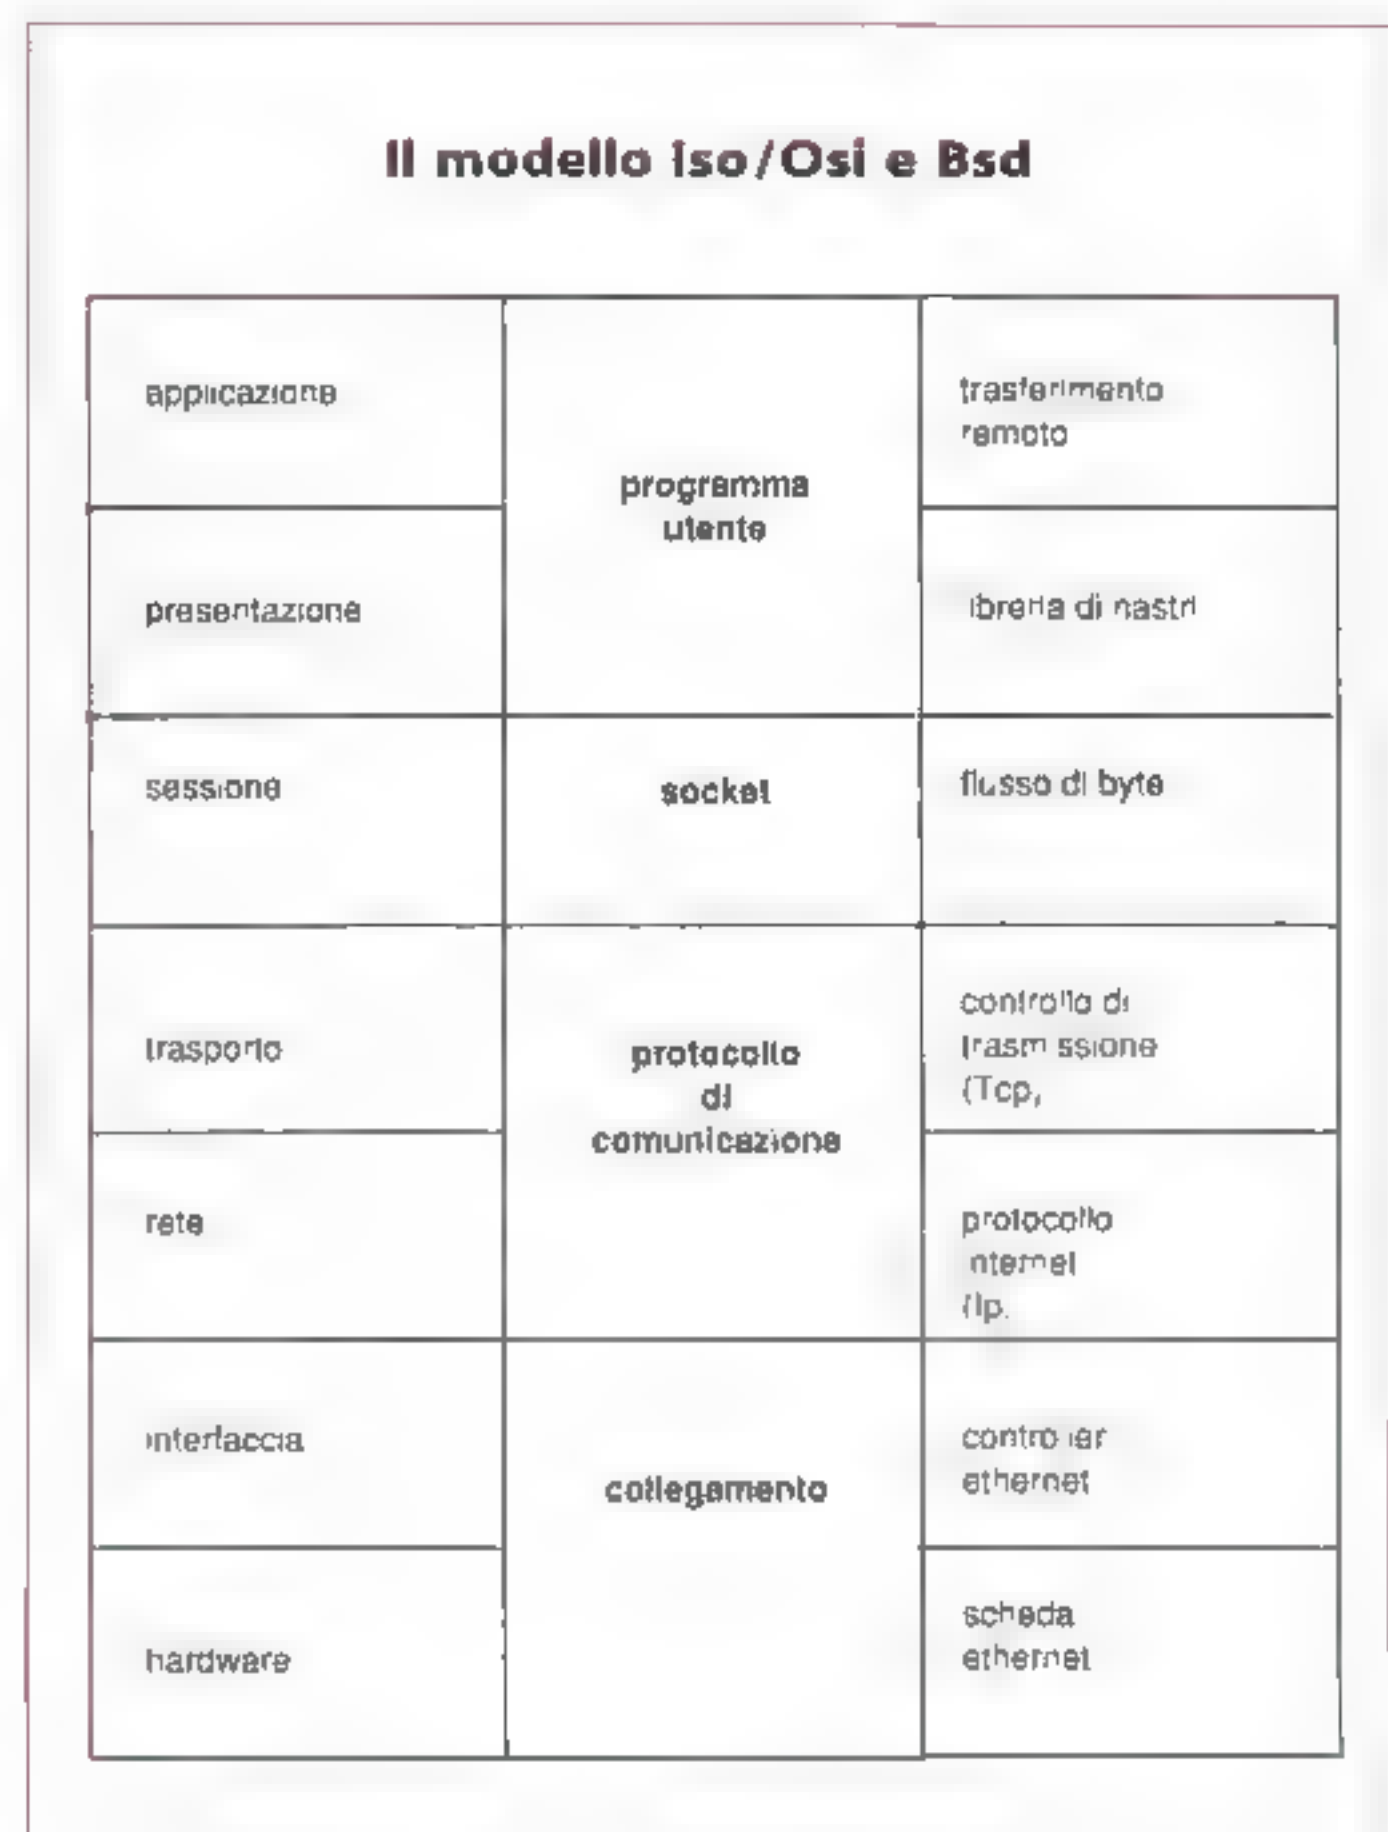 Il modello Iso/Osi e Bsd
applicazione
programma
utente
trasferimento
remoto
presentazione
libreria di nastri
sessione
socket
flusso di byte
trasporto
protocollo
di
comunicazione
controllo di
trasmissione
(Tcp)
rete
protocollo
internet
(Ip)
interfaccia
collegamento
controller
ethernet
hardware
scheda
ethernet